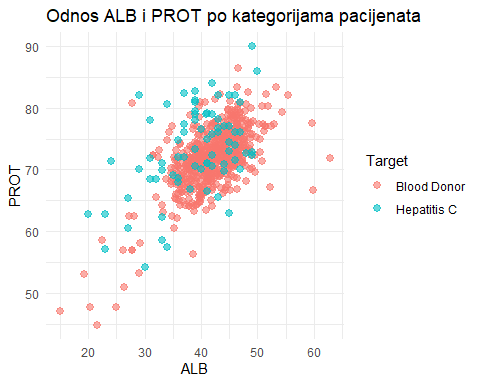 Odnos ALB i PROT po kategorijama pacijenata
90
80
70
60
50
PROT
20 30 40 50 60
ALB
Target
Blood Donor
Hepatitis C